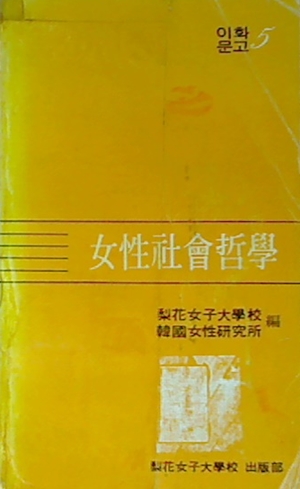 이화
문고 5
女性社會哲學
梨花女子大學校
韓國女性硏究所 編
梨花女子大學校 出版部